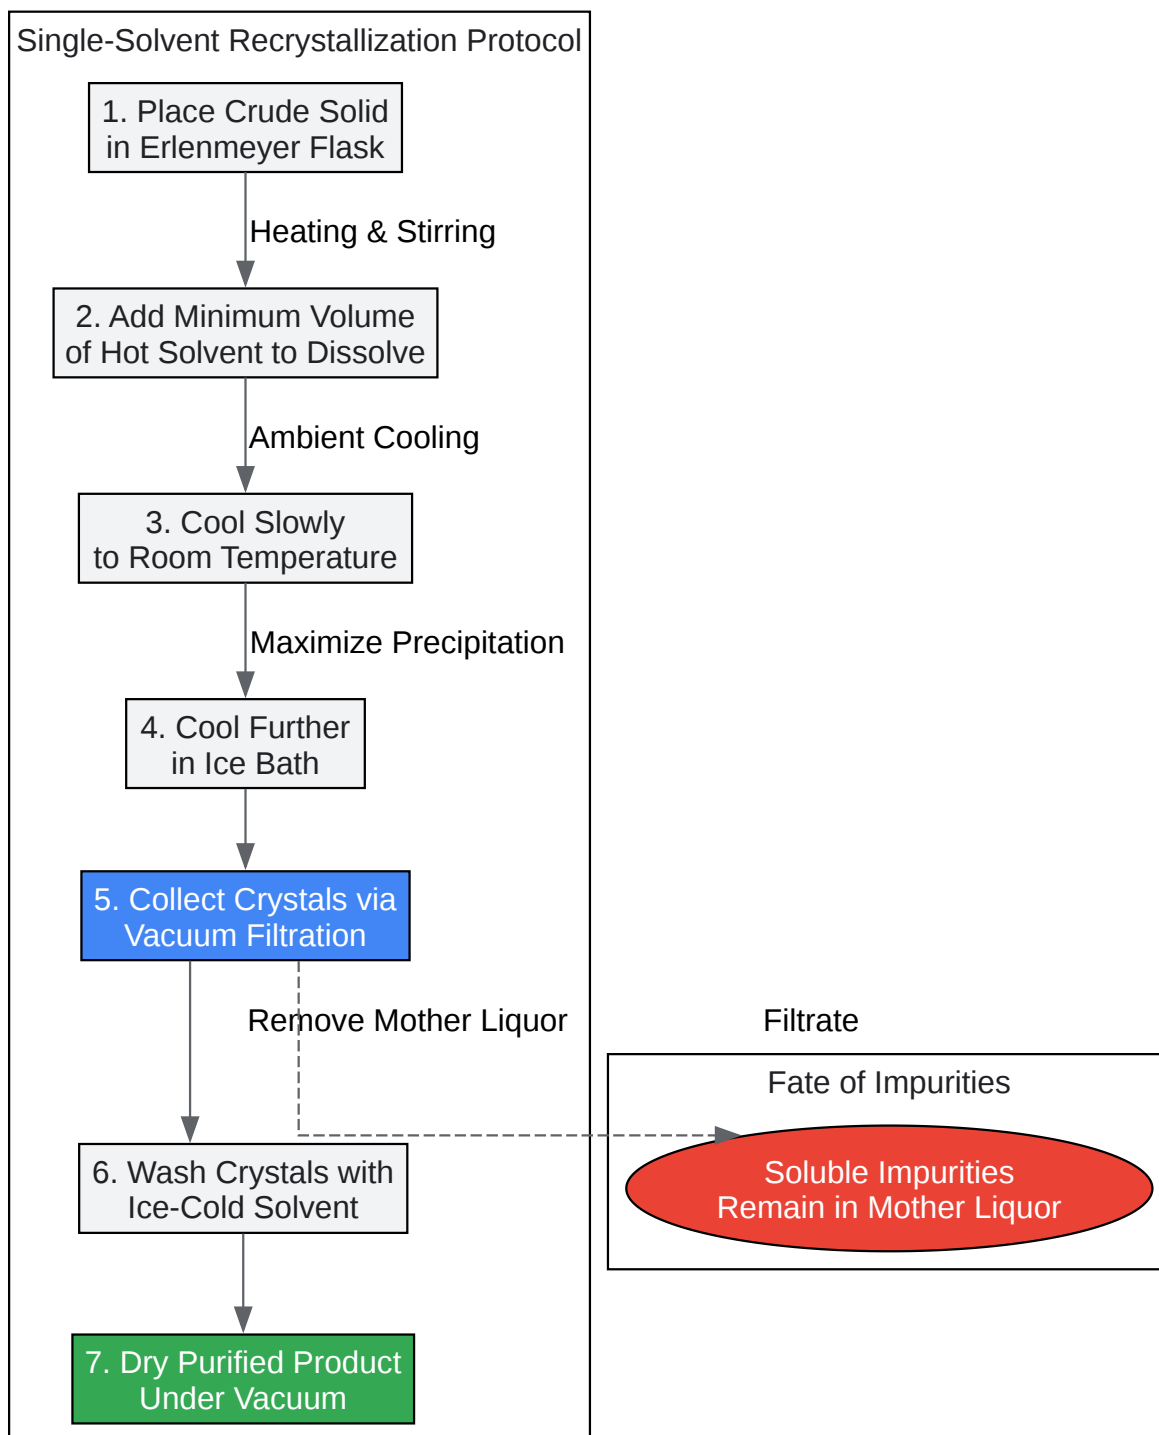 Single-Solvent Recrystallization Protocol
1. Place Crude Solid
in Erlenmeyer Flask
Heating & Stirring
2. Add Minimum Volume
of Hot Solvent to Dissolve
Ambient Cooling
3. Cool Slowly
to Room Temperature
Maximize Precipitation
4. Cool Further
in Ice Bath
5. Collect Crystals via
Vacuum Filtration
Remove Mother Liquor
Filtrate
Fate of Impurities
Soluble Impurities
Remain in Mother Liquor
6. Wash Crystals with
Ice-Cold Solvent
7. Dry Purified Product
Under Vacuum